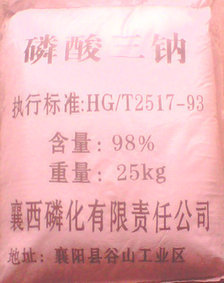 磷酸三钠
执行标准:HG/T2517-93
含量: 98%
重量: 25kg
襄西磷化有限责任公司
地址: 襄阳县谷山工业区